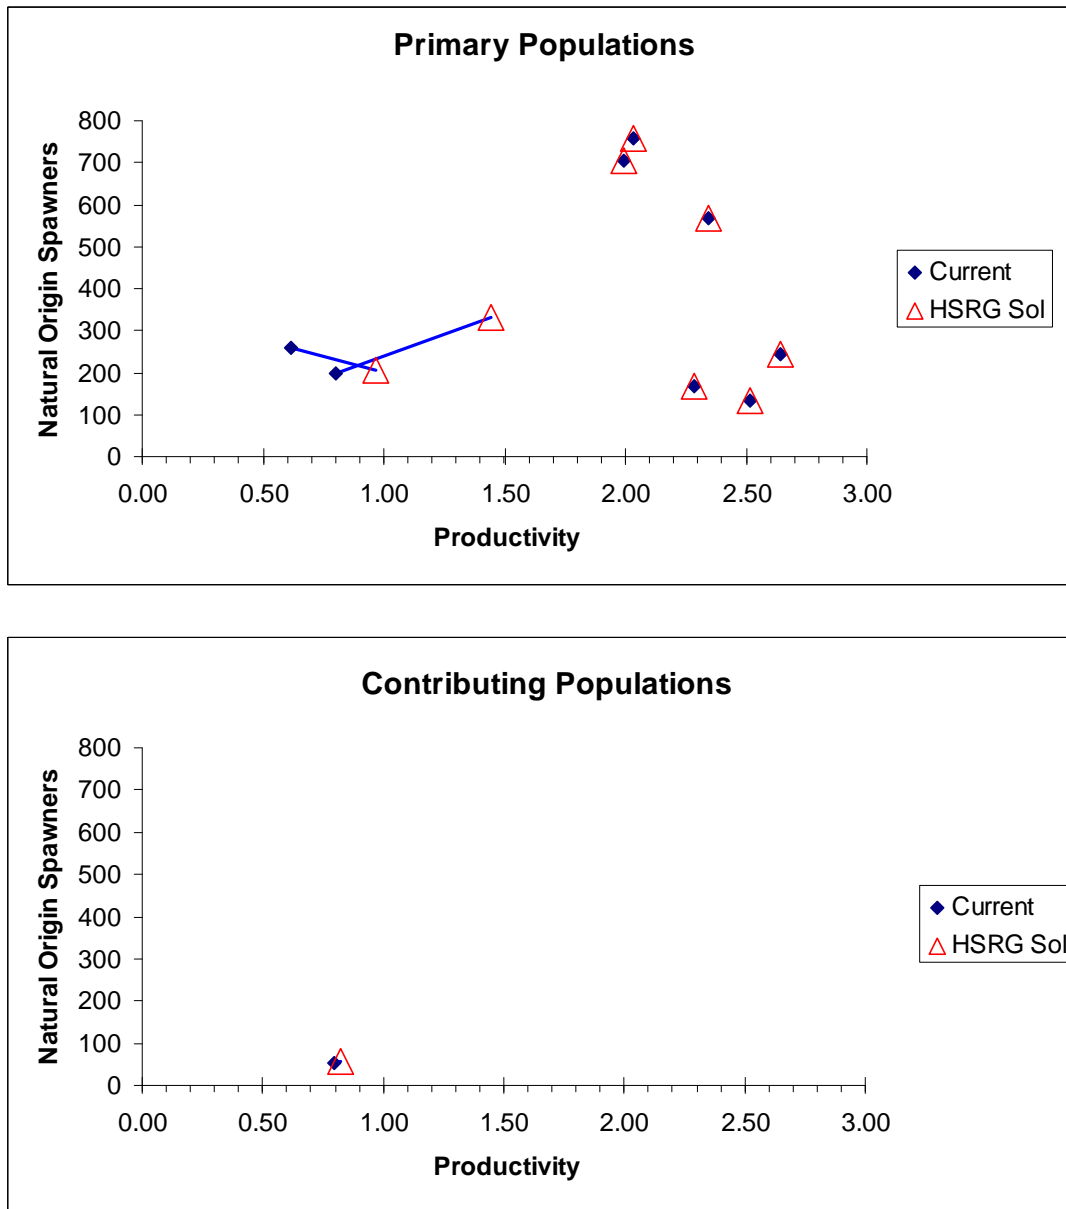 Primary Populations
800
700
600
500
400
300
200
100
0
Natural Origin Spawners
0.00 0.50 1.00 1.50 2.00 2.50 3.00
Productivity
Current
HSRG Sol
Contributing Populations
800
700
600
500
400
300
200
100
0
Natural Origin Spawners
0.00 0.50 1.00 1.50 2.00 2.50 3.00
Productivity
Current
HSRG Sol